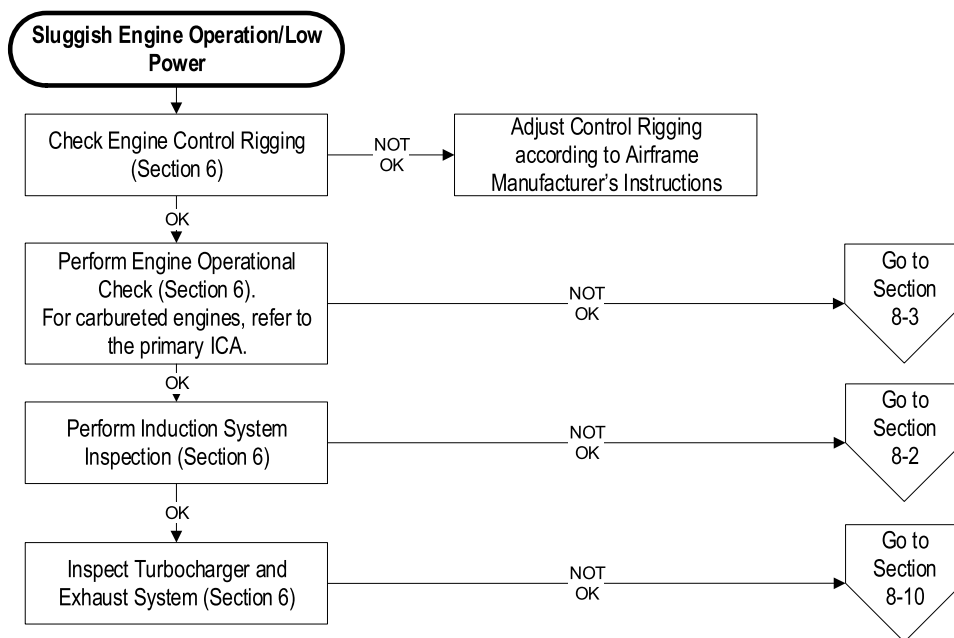 Sluggish Engine Operation/Low
Power
Check Engine Control Rigging
(Section 6)
NOT
OK
Adjust Control Rigging
according to Airframe
Manufacturer's Instructions
OK
Perform Engine Operational
Check (Section 6).
For carbureted engines, refer to
the primary ICA.
NOT
OK
Go to
Section
8-3
OK
Perform Induction System
Inspection (Section 6)
NOT
OK
Go to
Section
8-2
OK
Inspect Turbocharger and
Exhaust System (Section 6)
NOT
OK
Go to
Section
8-10